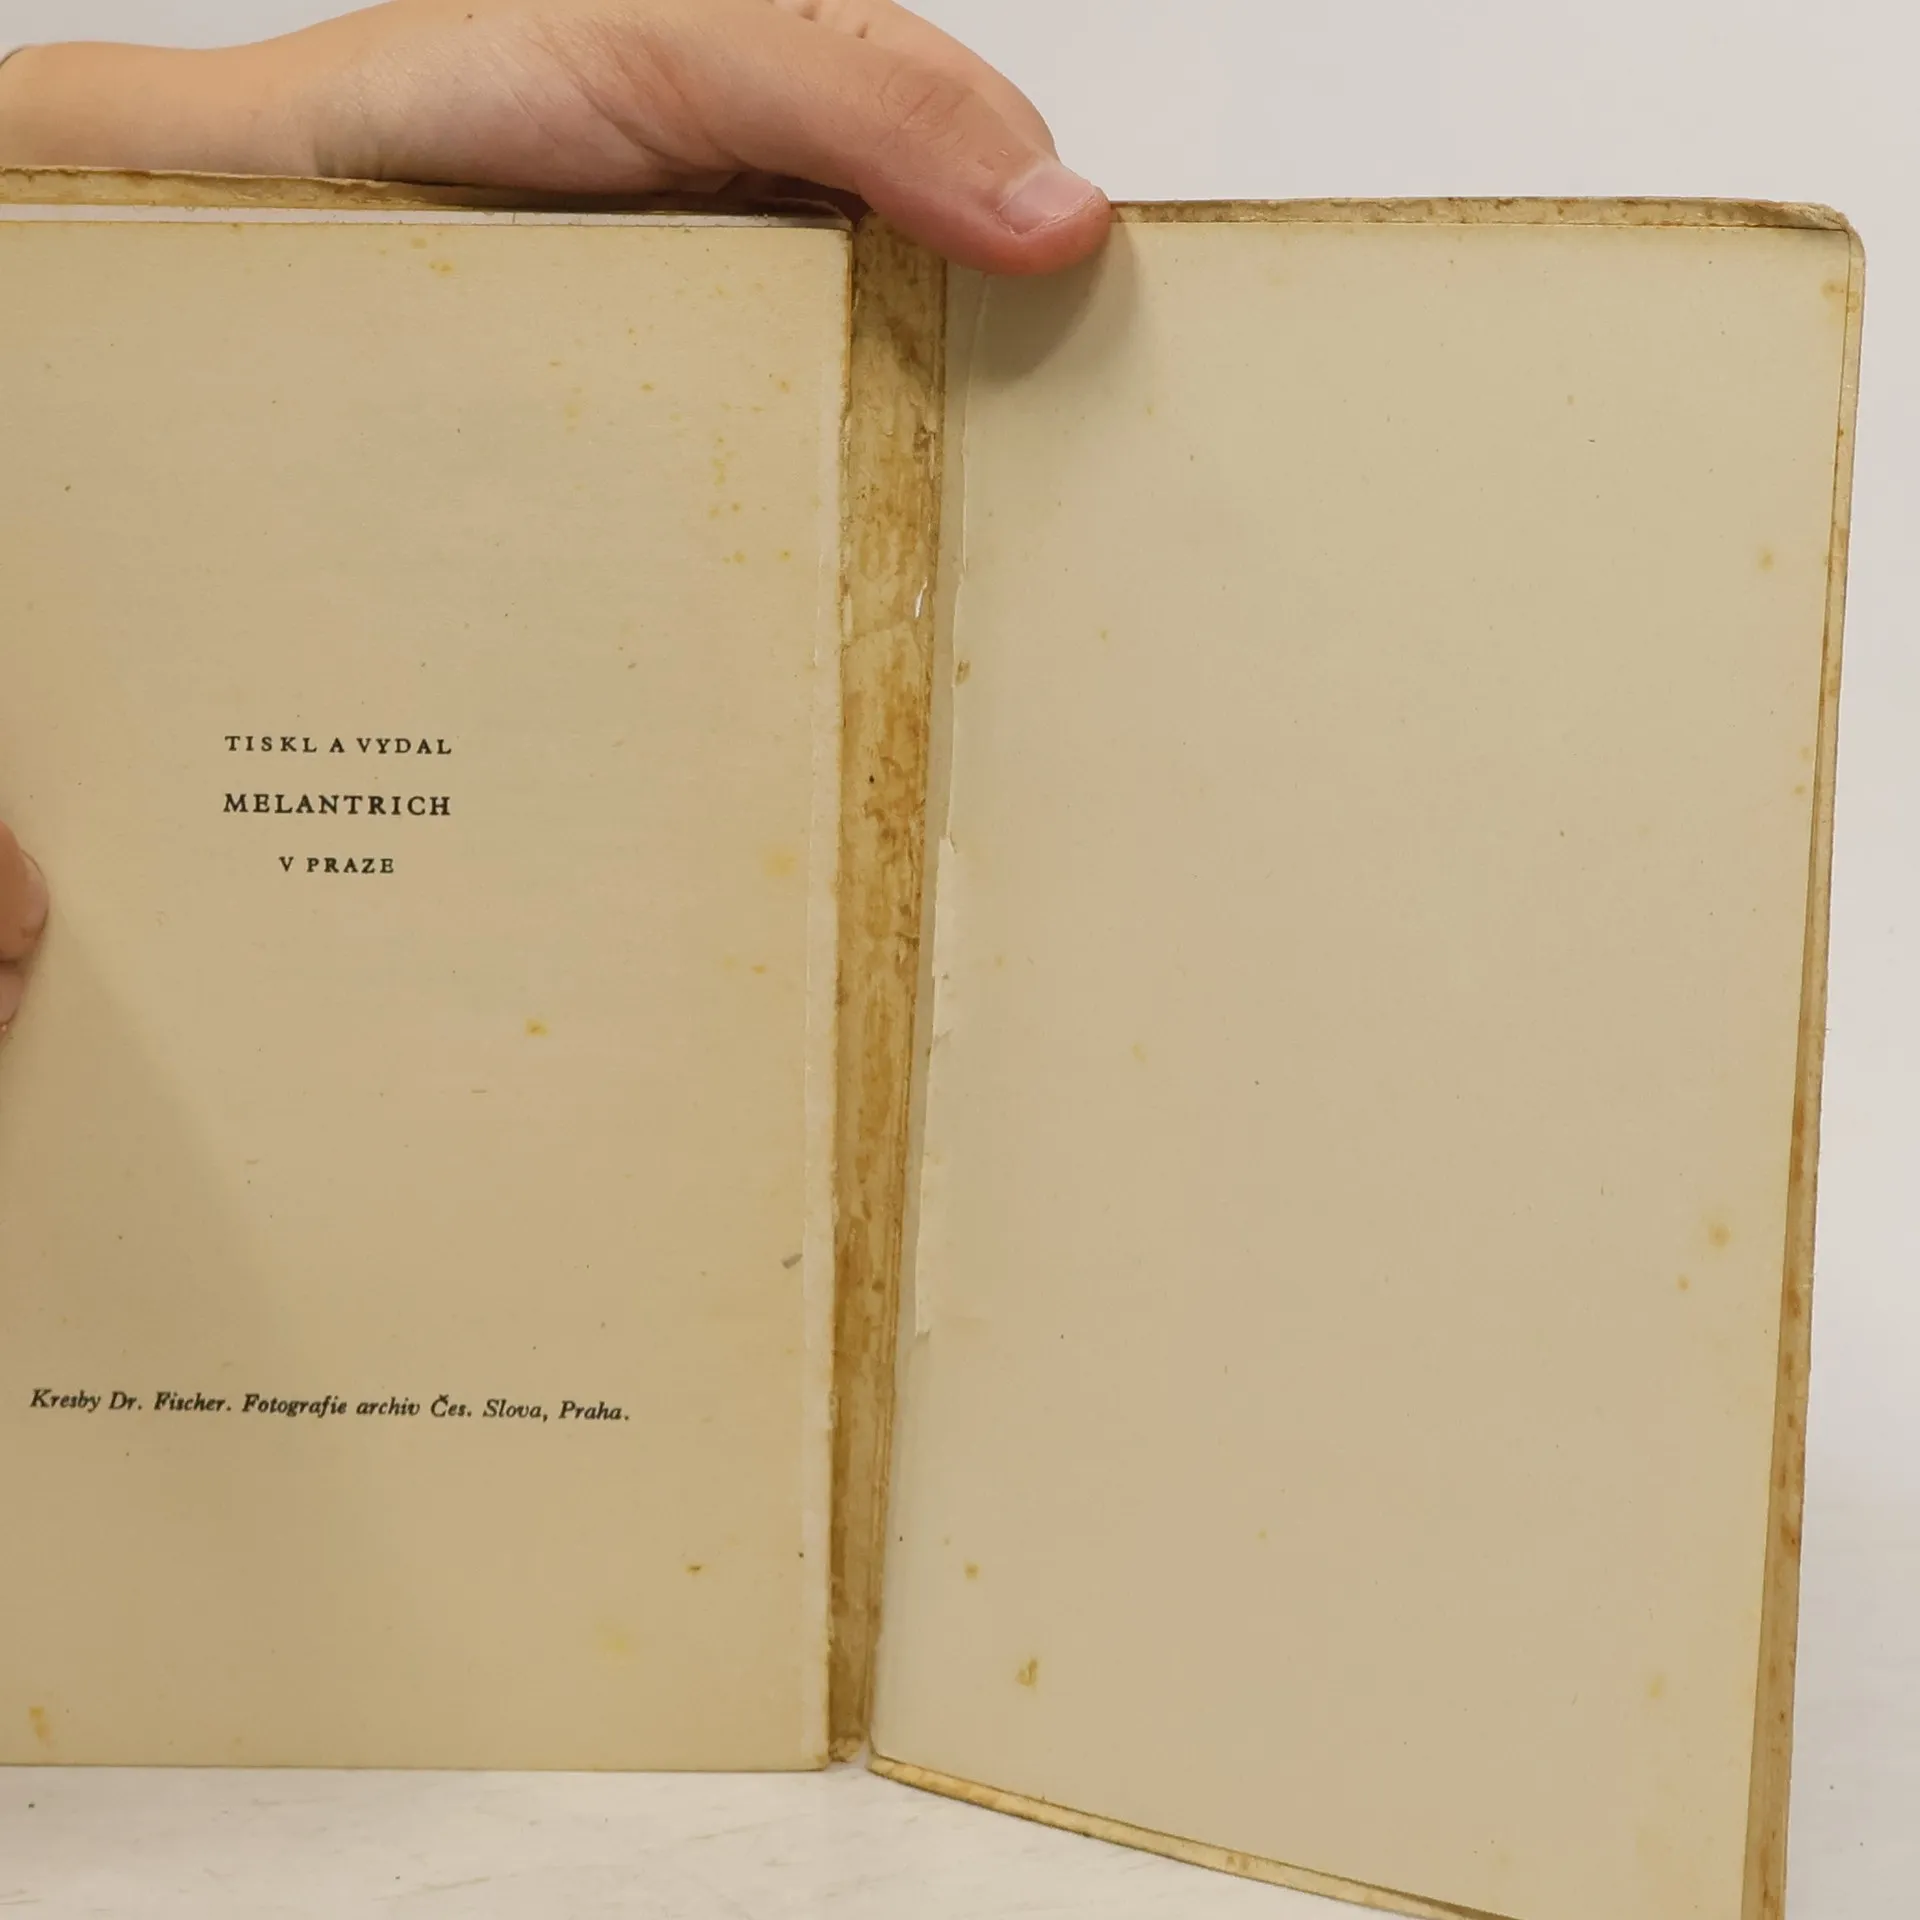 TISKL A VYDAL
MELANTRICH
V PRAZE
Kresby Dr. Fischer. Fotografie archiv Čes. Slova, Praha.